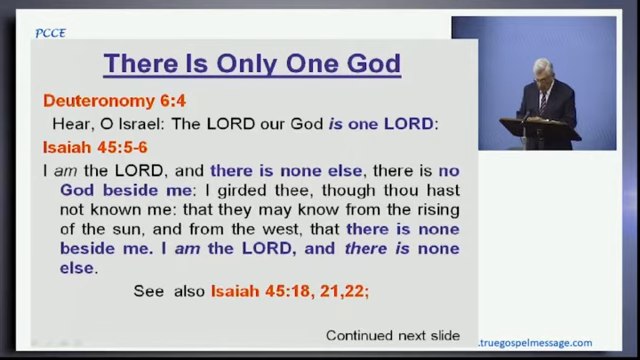 PCCE
There Is Only One God
Deuteronomy 6:4
Hear, O Israel: The LORD our God is one LORD:
Isaiah 45:5-6
I am the LORD, and there is none else, there is no
God beside me: I girded thee, though thou hast
not known me: that they may know from the rising
of the sun, and from the west, that there is none
beside me. I am the LORD, and there is none
else.
See also Isaiah 45:18, 21,22;
Continued next slide
.truegospelmessage.com